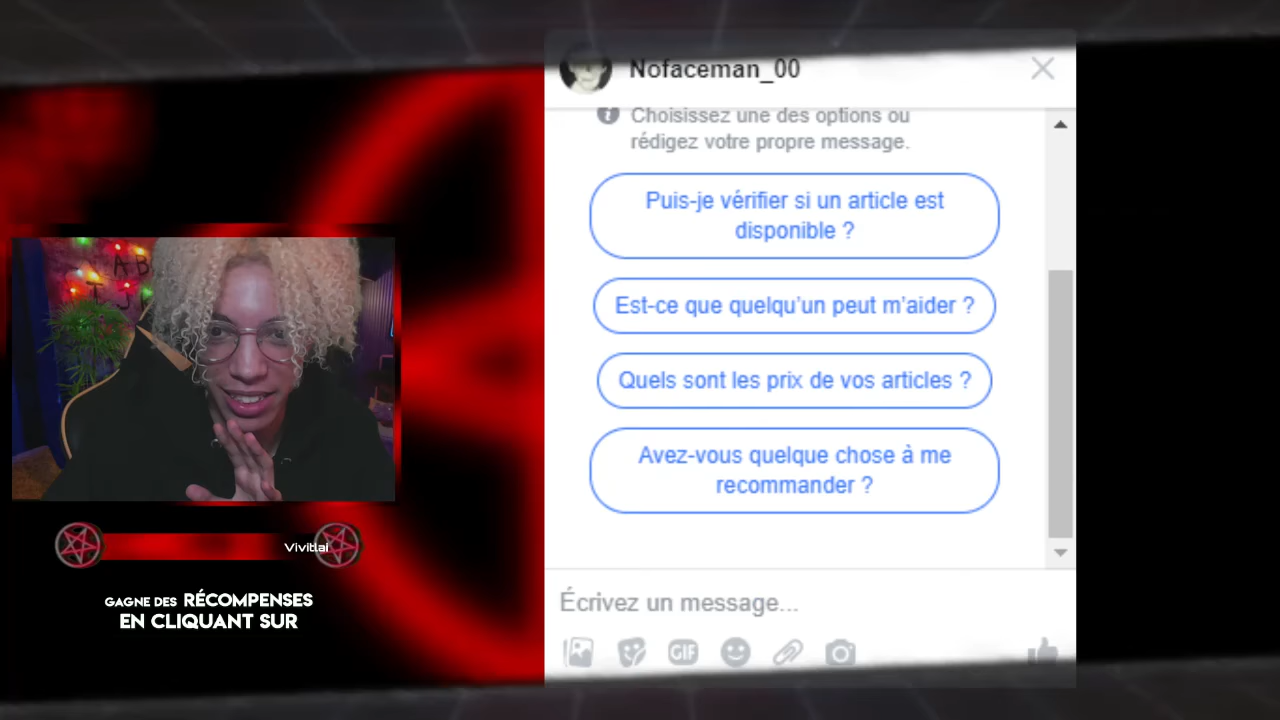 Nofaceman_00
Choisissez une des options ou
rédigez votre propre message.
Puis-je vérifier si un article est
disponible ?
Est-ce que quelqu'un peut m'aider ?
Quels sont les prix de vos articles ?
Avez-vous quelque chose à me
recommander ?
Écrivez un message...
GIF
A B
Vivitlai
GAGNE DES RÉCOMPENSES
EN CLIQUANT SUR